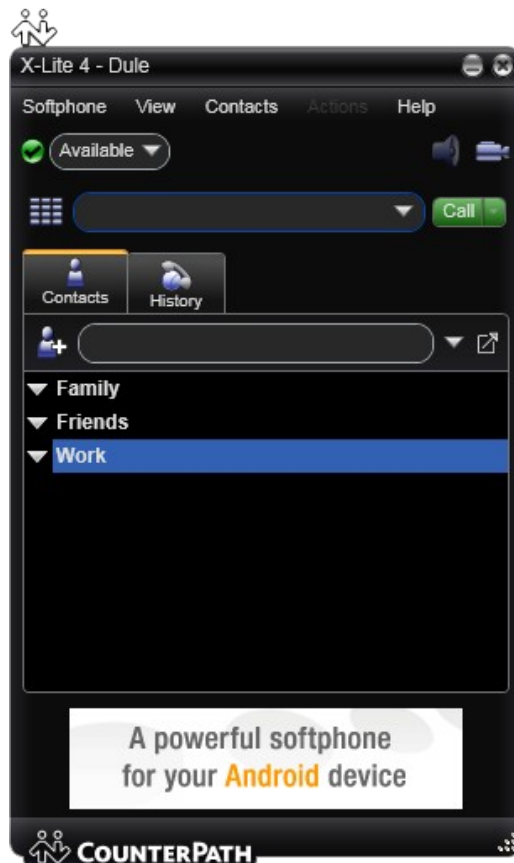 X-Lite 4 - Dule
Softphone View Contacts Actions Help
Available
Call
Contacts History
Family
Friends
Work
A powerful softphone
for your Android device
COUNTERPATH